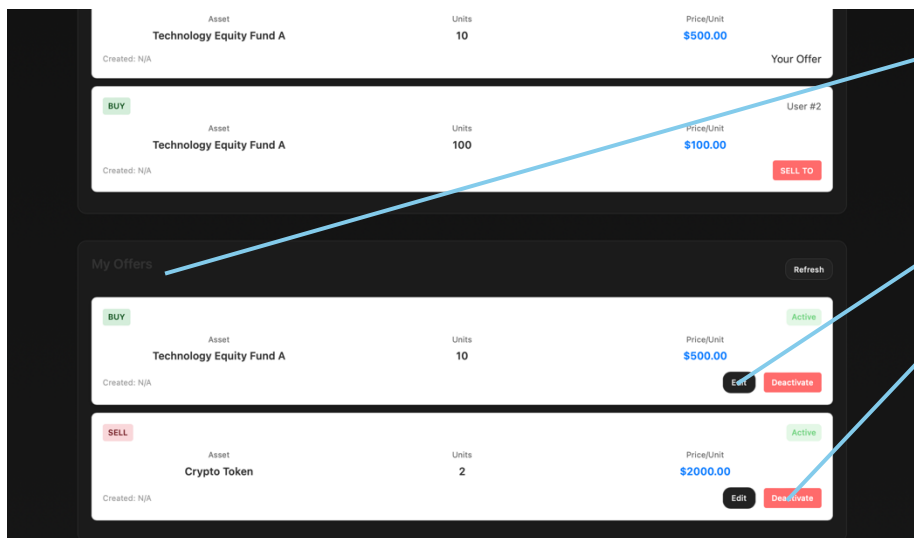 Asset Units Price/Unit
Technology Equity Fund A 10 $500.00
Created: N/A Your Offer
BUY User #2
Asset Units Price/Unit
Technology Equity Fund A 100 $100.00
Created: N/A SELL TO
My Offers Refresh
BUY Active
Asset Units Price/Unit
Technology Equity Fund A 10 $500.00
Created: N/A Edit Deactivate
SELL Active
Asset Units Price/Unit
Crypto Token 2 $2000.00
Created: N/A Edit Deactivate